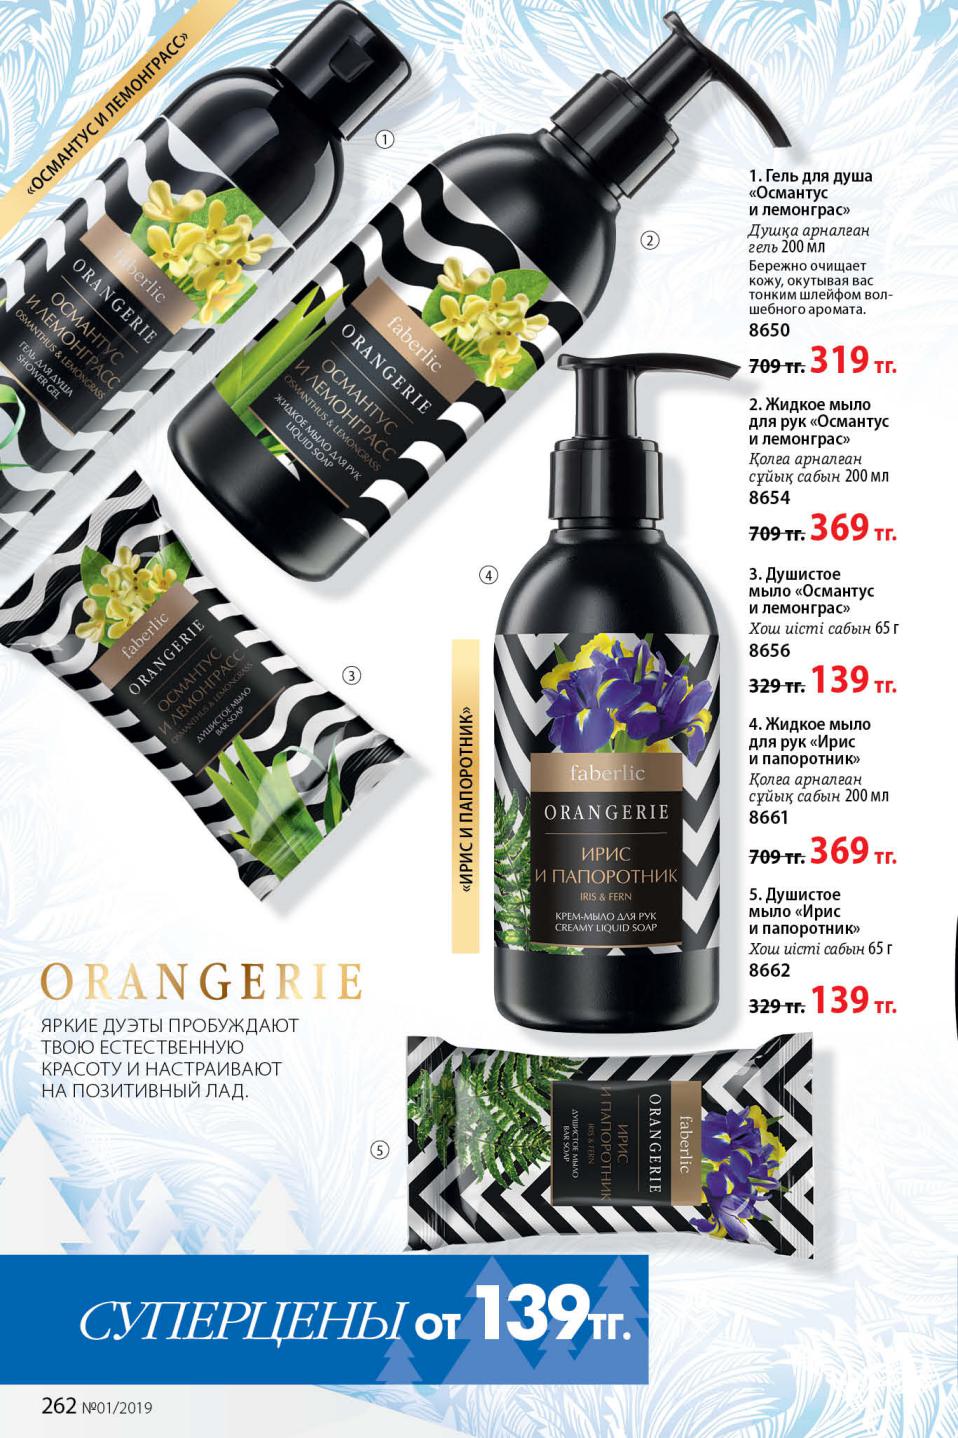 «ОСМАНТУС И ЛЕМОНГРАСС»
1
faberlic
ORANGERIE
ОСМАНТУС
И ЛЕМОНГРАСС
OSMANTHUS & LEMONGRASS
ГЕЛЬ ДЛЯ ДУША
SHOWER GEL
2
faberlic
ORANGERIE
ОСМАНТУС
И ЛЕМОНГРАСС
OSMANTHUS & LEMONGRASS
ЖИДКОЕ МЫЛО ДЛЯ РУК
LIQUID SOAP
3
faberlic
ORANGERIE
ОСМАНТУС
И ЛЕМОНГРАСС
OSMANTHUS & LEMONGRASS
ДУШИСТОЕ МЫЛО
BAR SOAP
4
«ИРИС И ПАПОРОТНИК»
faberlic
ORANGERIE
ИРИС
И ПАПОРОТНИК
IRIS & FERN
КРЕМ-МЫЛО ДЛЯ РУК
CREAMY LIQUID SOAP
1. Гель для душа
«Османтус
и лемонграс»
Душқа арналған
гель 200 мл
Бережно очищает
кожу, окутывая вас
тонким шлейфом вол-
шебного аромата.
8650
709 тг. 319 тг.
2. Жидкое мыло
для рук «Османтус
и лемонграс»
Қолға арналған
сұйық сабын 200 мл
8654
709 тг. 369 тг.
3. Душистое
мыло «Османтус
и лемонграс»
Хош иісті сабын 65 г
8656
329 тг. 139 тг.
4. Жидкое мыло
для рук «Ирис
и папоротник»
Қолға арналған
сұйық сабын 200 мл
8661
709 тг. 369 тг.
5. Душистое
мыло «Ирис
и папоротник»
Хош иісті сабын 65 г
8662
329 тг. 139 тг.
ORANGERIE
ЯРКИЕ ДУЭТЫ ПРОБУЖДАЮТ
ТВОЮ ЕСТЕСТВЕННУЮ
КРАСОТУ И НАСТРАИВАЮТ
НА ПОЗИТИВНЫЙ ЛАД.
5
faberlic
ORANGERIE
ИРИС
И ПАПОРОТНИК
IRIS & FERN
ДУШИСТОЕ МЫЛО
BAR SOAP
СУПЕРЦЕНЫ от 139тг.
262 №01/2019